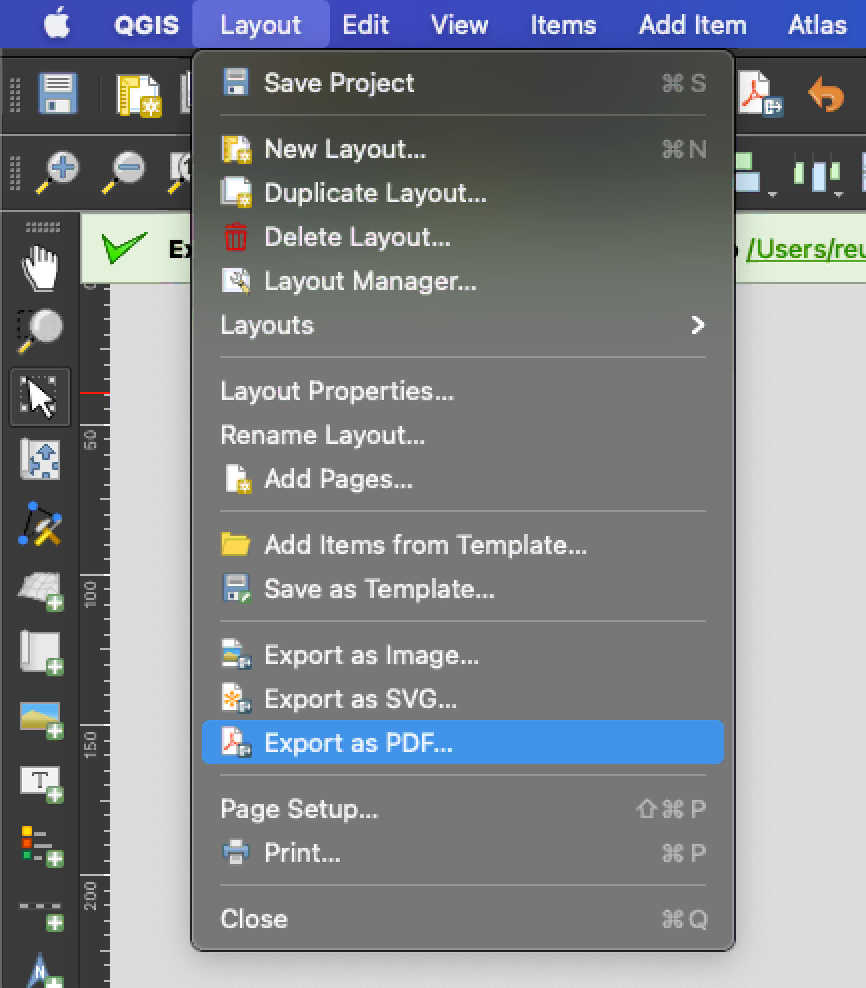 QGIS Layout Edit View Items Add Item Atlas
Save Project ⌘ S
New Layout... ⌘ N
Duplicate Layout...
Delete Layout...
/Users/reu
Layout Manager...
Layouts
Layout Properties...
Rename Layout...
50
Add Pages...
Add Items from Template...
Save as Template...
100
Export as Image...
Export as SVG...
Export as PDF...
150
T
Page Setup... ⇧⌘ P
Print... ⌘ P
200
Close ⌘ Q
N